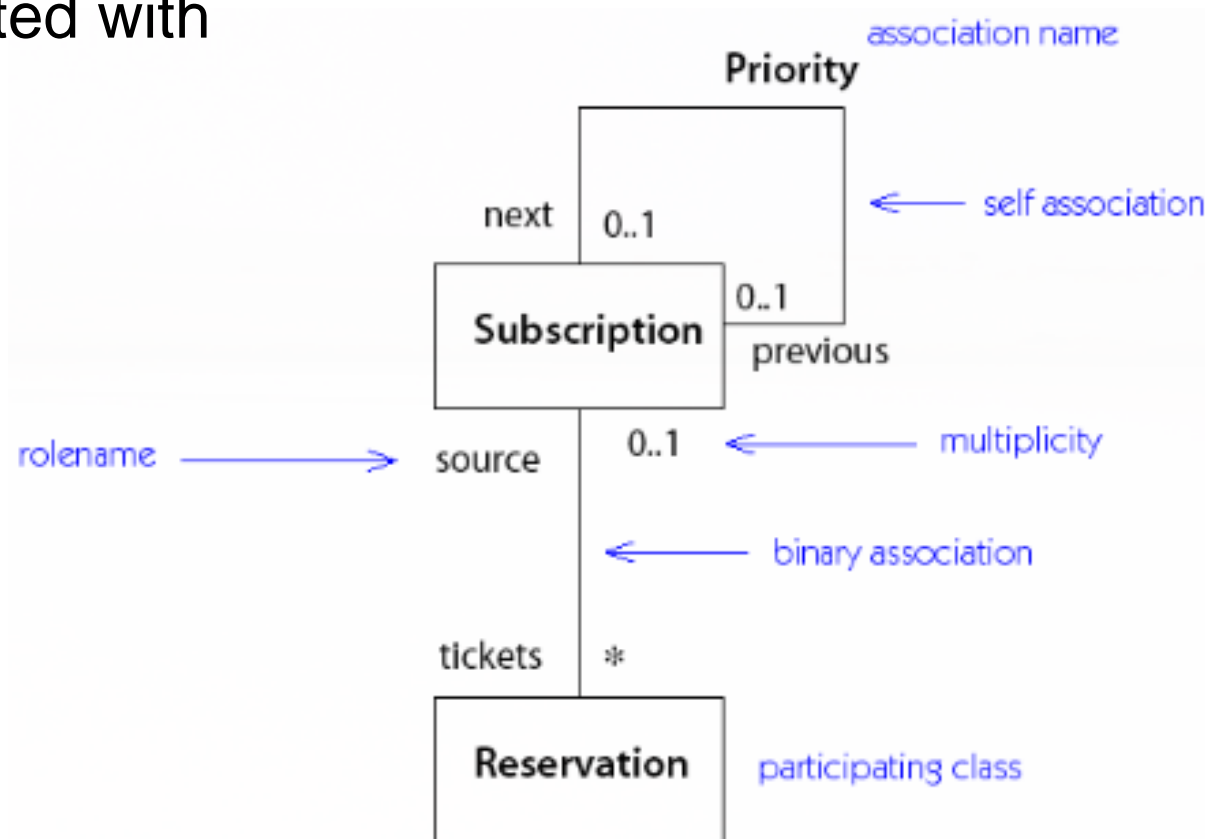 ted with
association name
Priority
next
0..1
self association
0..1
Subscription
previous
rolename
source
0..1
multiplicity
binary association
tickets
*
Reservation
participating class